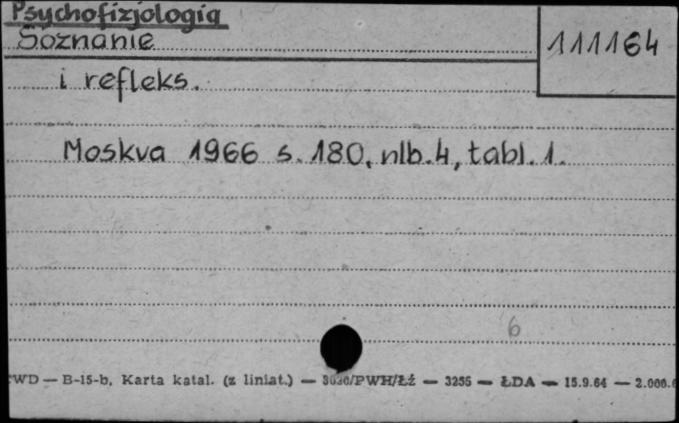 Psychofizjologia
Soznanie
111164
i refleks.
Moskva 1966 s. 180, nlb. 4, tabl. 1.
6
WD — B-15-b, Karta katal. (z liniat.) — /PWH/Łź — 3255 — ŁDA — 15.9.64 — 2.000.